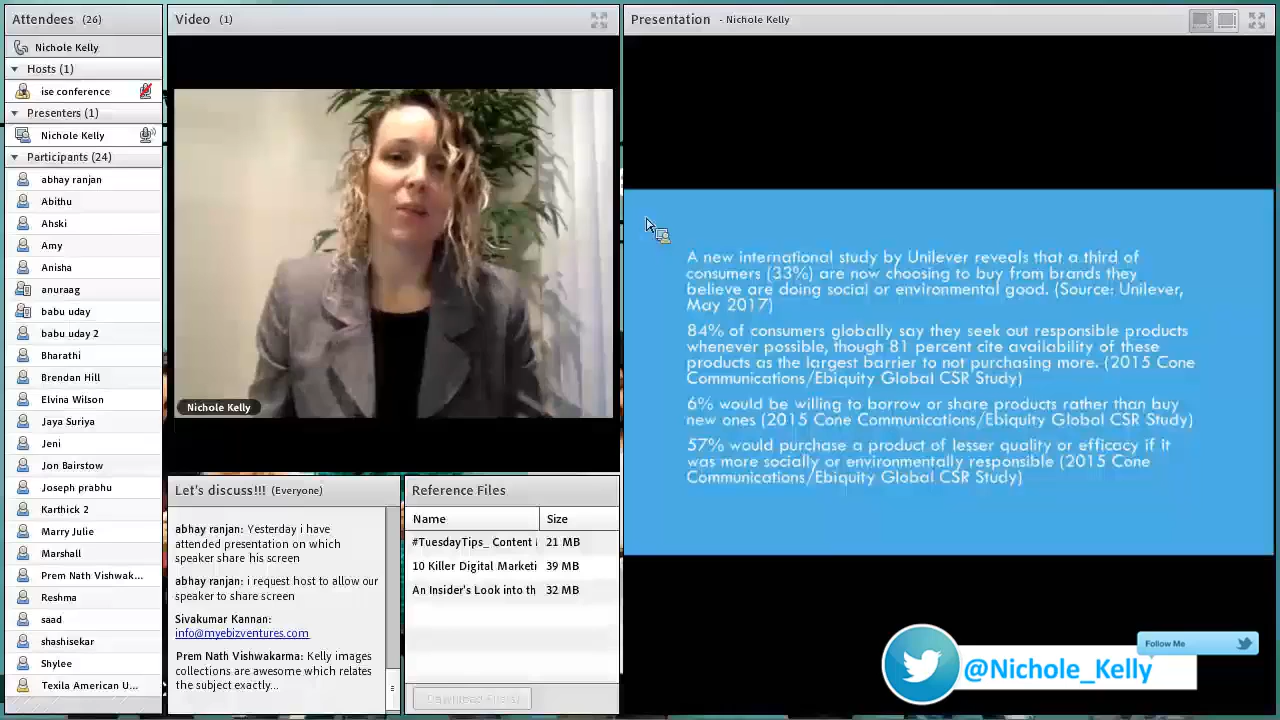 Attendees (26)
Nichole Kelly
Hosts (1)
ise conference
Presenters (1)
Nichole Kelly
Participants (24)
abhay ranjan
Abithu
Ahski
Amy
Anisha
anuraag
babu uday
babu uday 2
Bharathi
Brendan Hill
Elvina Wilson
Jaya Suriya
Jeni
Jon Bairstow
Joseph prabhu
Karthick 2
Marry Julie
Marshall
Prem Nath Vishwak...
Reshma
saad
shashisekar
Shylee
Texila American U...
Video (1)
Nichole Kelly
Let's discuss!!! (Everyone)
abhay ranjan: Yesterday i have
attended presentation on which
speaker share his screen
abhay ranjan: i request host to allow our
speaker to share screen
Sivakumar Kannan:
info@myebizventures.com
Prem Nath Vishwakarma: Kelly images
collections are awesome which relates
the subject exactly...
Reference Files
Name Size
#TuesdayTips_ Content 21 MB
10 Killer Digital Marketi 39 MB
An Insider's Look into th 32 MB
Download File(s)
Presentation - Nichole Kelly
A new international study by Unilever reveals that a third of
consumers (33%) are now choosing to buy from brands they
believe are doing social or environmental good. (Source: Unilever,
May 2017)
84% of consumers globally say they seek out responsible products
whenever possible, though 81 percent cite availability of these
products as the largest barrier to not purchasing more. (2015 Cone
Communications/Ebiquity Global CSR Study)
6% would be willing to borrow or share products rather than buy
new ones (2015 Cone Communications/Ebiquity Global CSR Study)
57% would purchase a product of lesser quality or efficacy if it
was more socially or environmentally responsible (2015 Cone
Communications/Ebiquity Global CSR Study)
Follow Me
@Nichole_Kelly